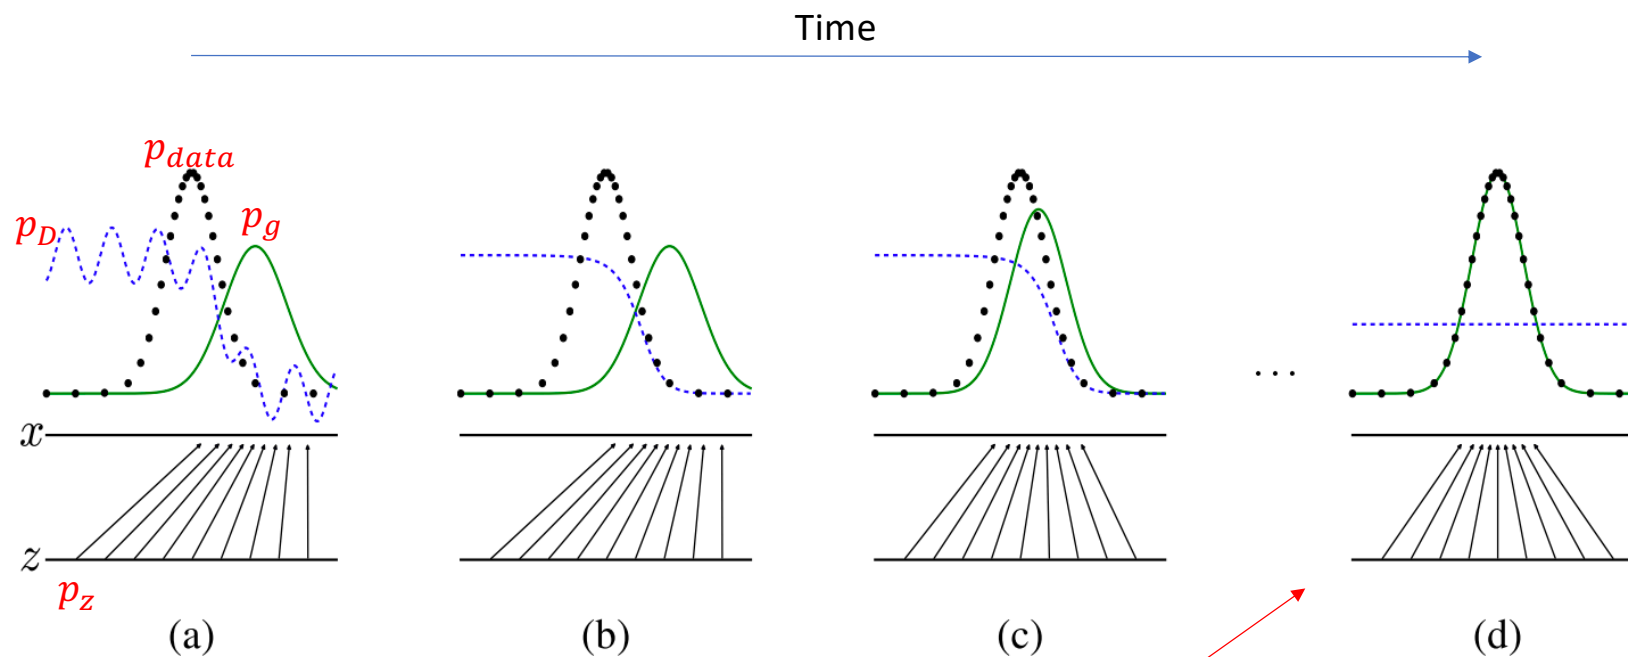 Time
p_data
p_D
p_g
x
. . .
z
p_z
(a) (b) (c) (d)